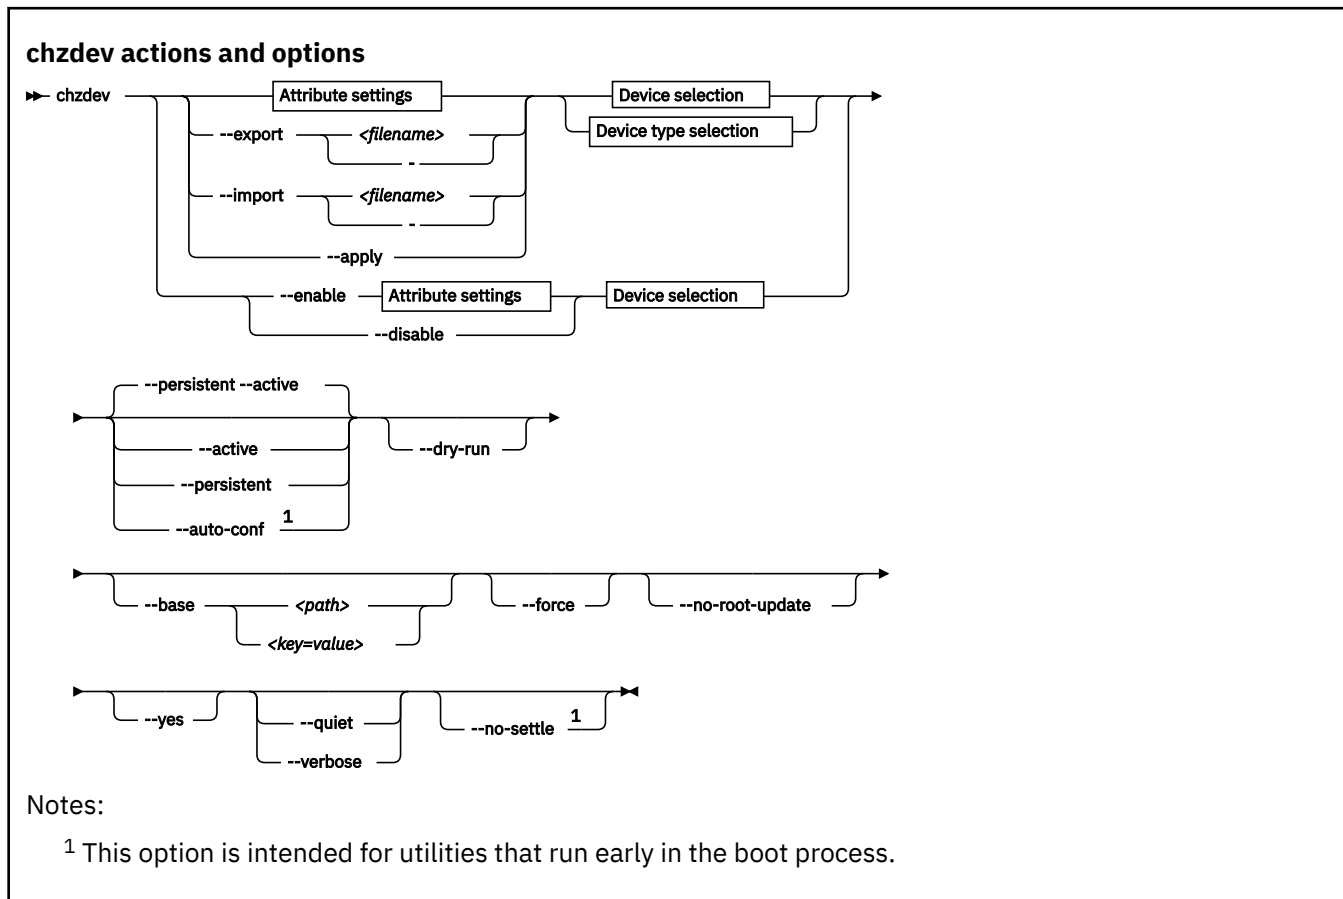 chzdev actions and options
chzdev Attribute settings Device selection
Device type selection
--export <filename>
-
--import <filename>
-
--apply
--enable Attribute settings Device selection
--disable
--persistent --active
--active
--dry-run
--persistent
--auto-conf 1
--base <path> --force --no-root-update
<key=value>
--yes --quiet --no-settle 1
--verbose
Notes:
1 This option is intended for utilities that run early in the boot process.